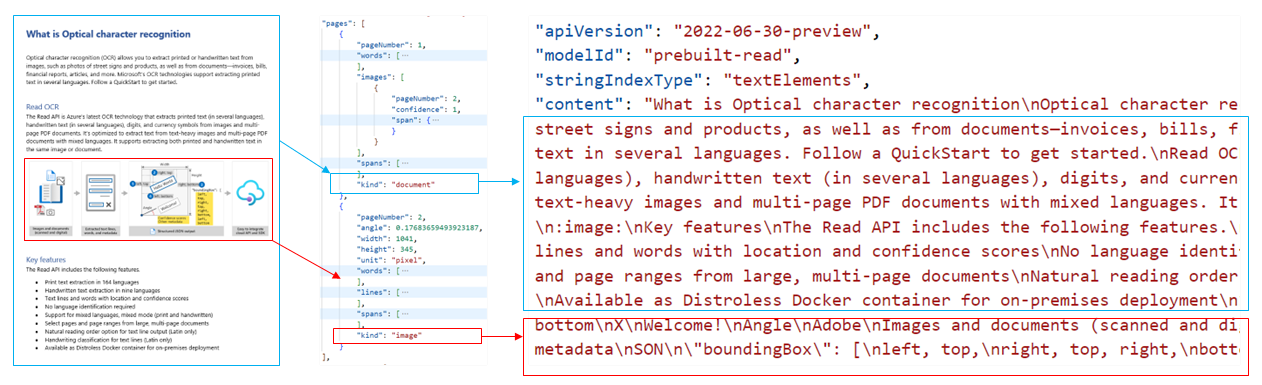 What is Optical character recognition
Optical character recognition (OCR) allows you to extract printed or handwritten text from
images, such as photos of street signs and products, as well as from documents—invoices, bills,
financial reports, articles, and more. Microsoft's OCR technologies support extracting printed
text in several languages. Follow a QuickStart to get started.
Read OCR
The Read API is Azure's latest OCR technology that extracts printed text (in several languages),
handwritten text (in several languages), digits, and currency symbols from images and multi-
page PDF documents. It's optimized to extract text from text-heavy images and multi-page PDF
documents with mixed languages. It supports extracting both printed and handwritten text in
the same image or document.
Hello World
Welcome!
Images and documents
(scanned and digital)
Extracted text lines,
words, and metadata
Structured JSON output
Easy to integrate
cloud API and SDK
Key features
The Read API includes the following features.
Print text extraction in 164 languages
Handwritten text extraction in nine languages
Text lines and words with location and confidence scores
No language identification required
Support for mixed languages, mixed mode (print and handwritten)
Select pages and page ranges from large, multi-page documents
Natural reading order option for text line output (Latin only)
Handwriting classification for text lines (Latin only)
Available as Distroless Docker container for on-premises deployment
"pages": [
{
"pageNumber": 1,
"words": […
],
"images": [
{
"pageNumber": 2,
"confidence": 1,
"span": {…
}
}
],
"spans": […
],
"kind": "document"
},
{
"pageNumber": 2,
"angle": 0.17683659493923187,
"width": 1041,
"height": 345,
"unit": "pixel",
"words": […
],
"lines": […
],
"spans": […
],
"kind": "image"
}
],
"apiVersion": "2022-06-30-preview",
"modelId": "prebuilt-read",
"stringIndexType": "textElements",
"content": "What is Optical character recognition\nOptical character re
street signs and products, as well as from documents—invoices, bills, f
text in several languages. Follow a QuickStart to get started.\nRead OC
languages), handwritten text (in several languages), digits, and curren
text-heavy images and multi-page PDF documents with mixed languages. It
\n:image:\nKey features\nThe Read API includes the following features.\
lines and words with location and confidence scores\nNo language identi
and page ranges from large, multi-page documents\nNatural reading order
\nAvailable as Distroless Docker container for on-premises deployment\n
bottom\nX\nWelcome!\nAngle\nAdobe\nImages and documents (scanned and di
metadata\nSON\n\"boundingBox\": [\nleft, top,\nright, top, right,\nbott